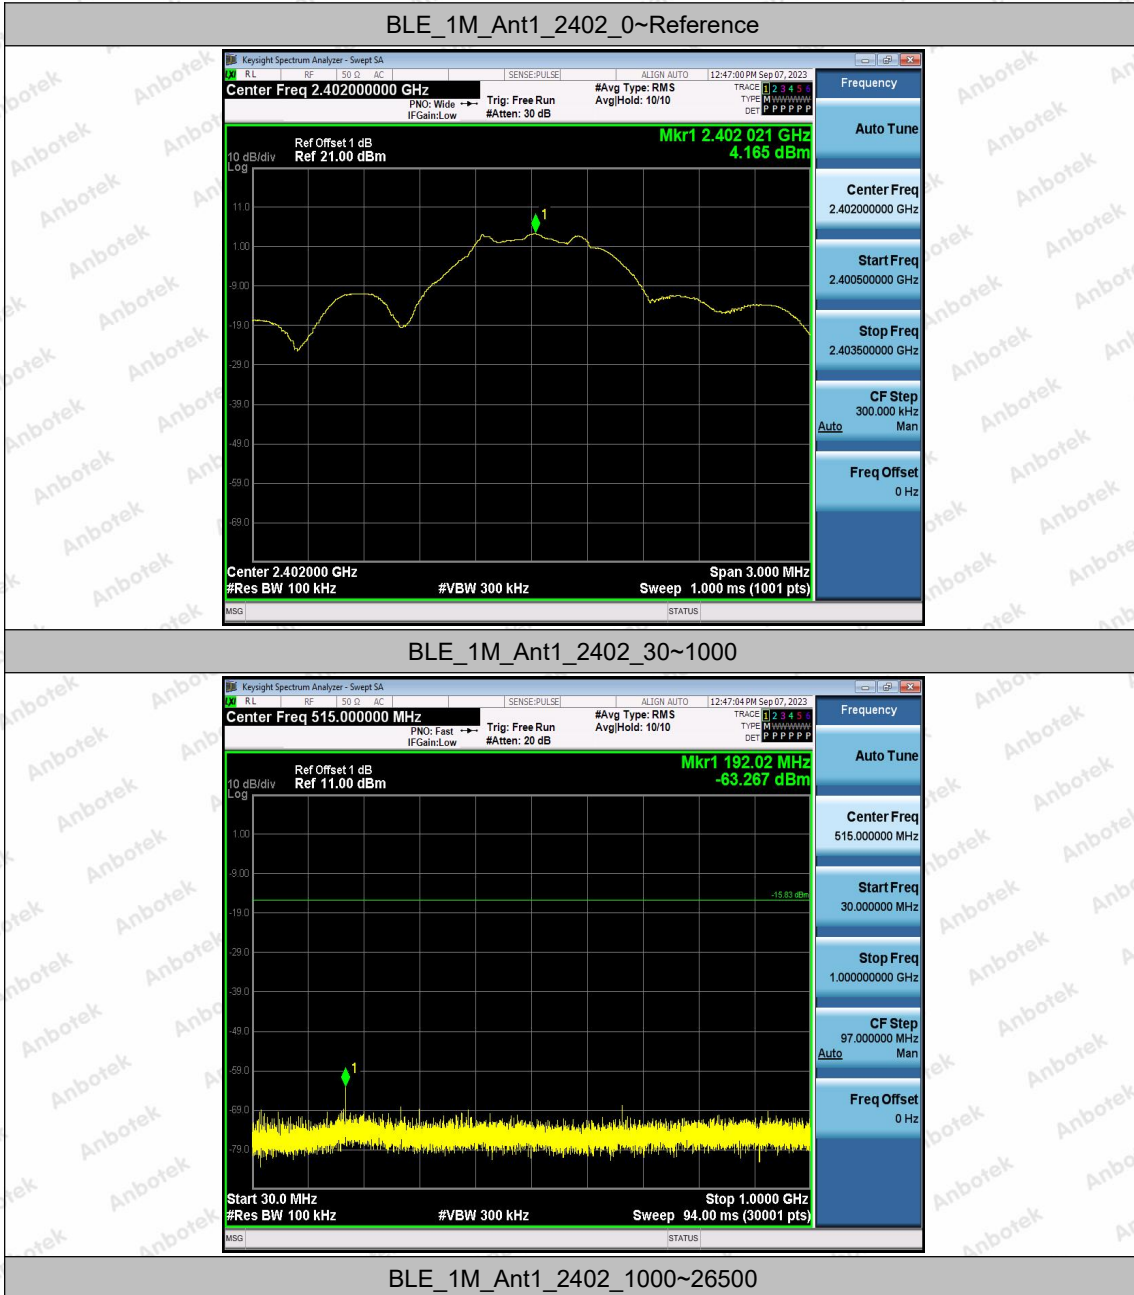 BLE_1M_Ant1_2402_0~Reference
Keysight Spectrum Analyzer - Swept SA
LXI RL RF 50 Ω AC SENSE:PULSE ALIGN AUTO 12:47:00 PM Sep 07, 2023
Center Freq 2.402000000 GHz
PNO: Wide
IFGain:Low
Trig: Free Run
#Atten: 30 dB
#Avg Type: RMS
Avg|Hold: 10/10
TRACE 1 2 3 4 5 6
TYPE M W W W W W
DET P P P P P P
Frequency
Auto Tune
Center Freq
2.402000000 GHz
Start Freq
2.400500000 GHz
Stop Freq
2.403500000 GHz
CF Step
300.000 kHz
Auto Man
Freq Offset
0 Hz
Mkr1 2.402 021 GHz
4.165 dBm
Ref Offset 1 dB
10 dB/div Ref 21.00 dBm
Log
11.0
1
1.00
-9.00
-19.0
-29.0
-39.0
-49.0
-59.0
-69.0
Center 2.402000 GHz Span 3.000 MHz
#Res BW 100 kHz #VBW 300 kHz Sweep 1.000 ms (1001 pts)
MSG STATUS
BLE_1M_Ant1_2402_30~1000
Keysight Spectrum Analyzer - Swept SA
LXI RL RF 50 Ω AC SENSE:PULSE ALIGN AUTO 12:47:04 PM Sep 07, 2023
Center Freq 515.000000 MHz
PNO: Fast
IFGain:Low
Trig: Free Run
#Atten: 20 dB
#Avg Type: RMS
Avg|Hold: 10/10
TRACE 1 2 3 4 5 6
TYPE M W W W W W
DET P P P P P P
Frequency
Auto Tune
Center Freq
515.000000 MHz
Start Freq
30.000000 MHz
Stop Freq
1.000000000 GHz
CF Step
97.000000 MHz
Auto Man
Freq Offset
0 Hz
Mkr1 192.02 MHz
-63.267 dBm
Ref Offset 1 dB
10 dB/div Ref 11.00 dBm
Log
1.00
-9.00
-15.83 dBm
-19.0
-29.0
-39.0
-49.0
-59.0
1
-69.0
-79.0
Start 30.0 MHz Stop 1.0000 GHz
#Res BW 100 kHz #VBW 300 kHz Sweep 94.00 ms (30001 pts)
MSG STATUS
BLE_1M_Ant1_2402_1000~26500